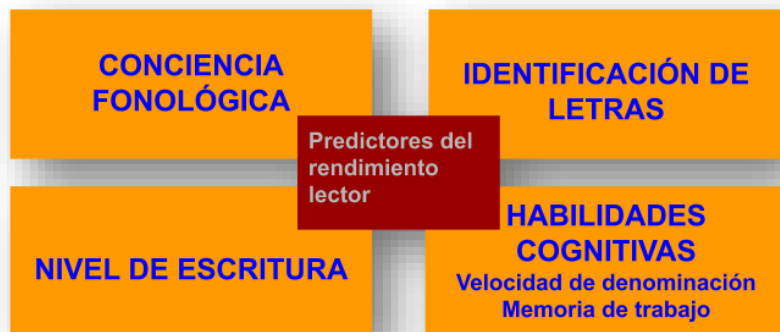 CONCIENCIA
FONOLÓGICA
IDENTIFICACIÓN DE
LETRAS
Predictores del
rendimiento
lector
NIVEL DE ESCRITURA
HABILIDADES
COGNITIVAS
Velocidad de denominación
Memoria de trabajo